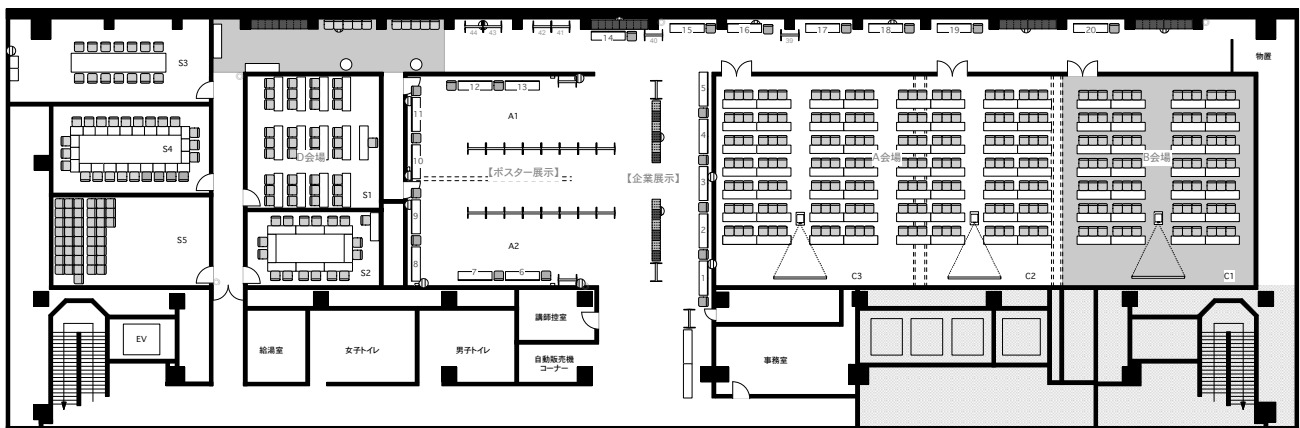 44 43
42 41
14
40
15
16
39
17
18
19
20
物置
S3
12
13
11
A1
5
4
S4
D会場
10
【ポスター展示】
【企業展示】
3
A会場
B会場
S1
9
2
S5
S2
A2
8
7
6
1
C3
C2
C1
EV
給湯室
女子トイレ
男子トイレ
講師控室
自動販売機
コーナー
事務室